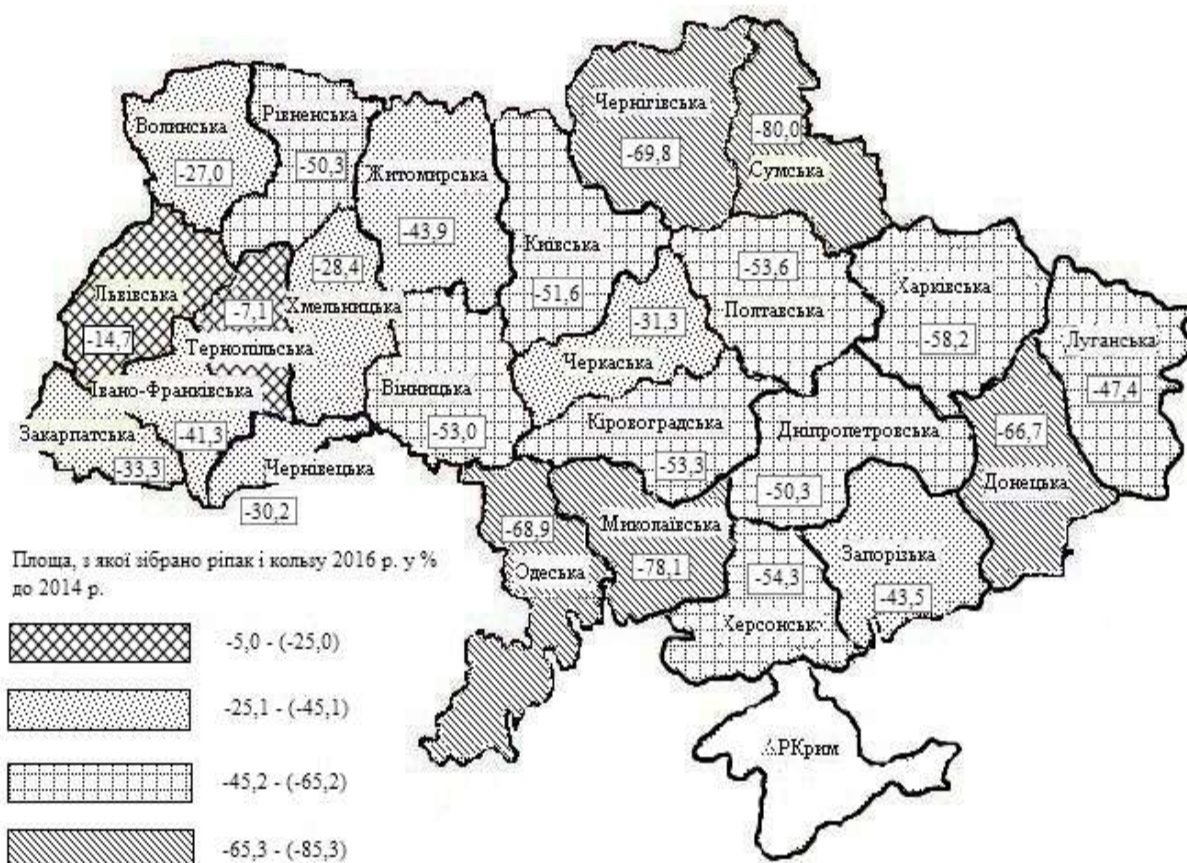 Чернігівська
-69,8
-80,0
Сумська
Волинська
-27,0
Рівненська
-50,3
Житомирська
-43,9
Київська
-51,6
-53,6
Полтавська
Харківська
-58,2
Луганська
-47,4
Львівська
-14,7
-7,1
Тернопільська
-28,4
Хмельницька
-31,3
Черкаська
Івано-Франківська
-41,3
Вінницька
-53,0
Кіровоградська
-53,3
Дніпропетровська
-50,3
-66,7
Донецька
Закарпатська
-33,3
Чернівецька
-30,2
-68,9
Одеська
Миколаївська
-78,1
-54,3
Херсонськ
Запорізька
-43,5
АРКрим
Площа, з якої зібрано ріпак і кользу 2016 р. у %
до 2014 р.
-5,0 - (-25,0)
-25,1 - (-45,1)
-45,2 - (-65,2)
-65,3 - (-85,3)